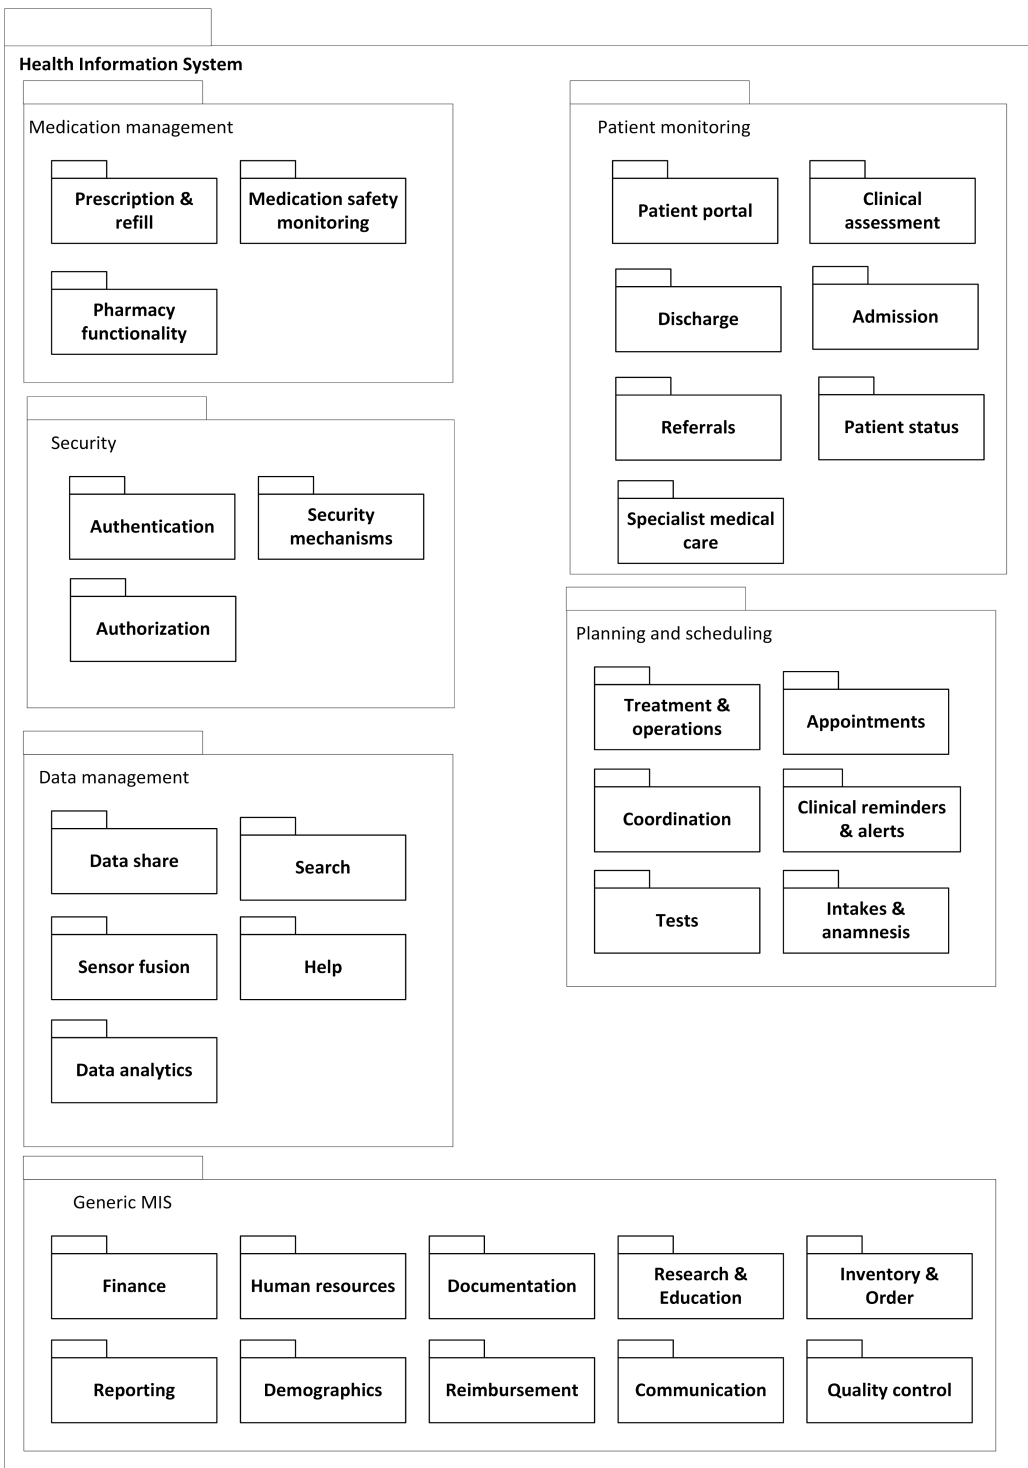 Health Information System
Medication management
Prescription &
refill
Medication safety
monitoring
Pharmacy
functionality
Patient monitoring
Patient portal
Clinical
assessment
Discharge
Admission
Referrals
Patient status
Specialist medical
care
Security
Authentication
Security
mechanisms
Authorization
Planning and scheduling
Treatment &
operations
Appointments
Coordination
Clinical reminders
& alerts
Tests
Intakes &
anamnesis
Data management
Data share
Search
Sensor fusion
Help
Data analytics
Generic MIS
Finance
Human resources
Documentation
Research &
Education
Inventory &
Order
Reporting
Demographics
Reimbursement
Communication
Quality control